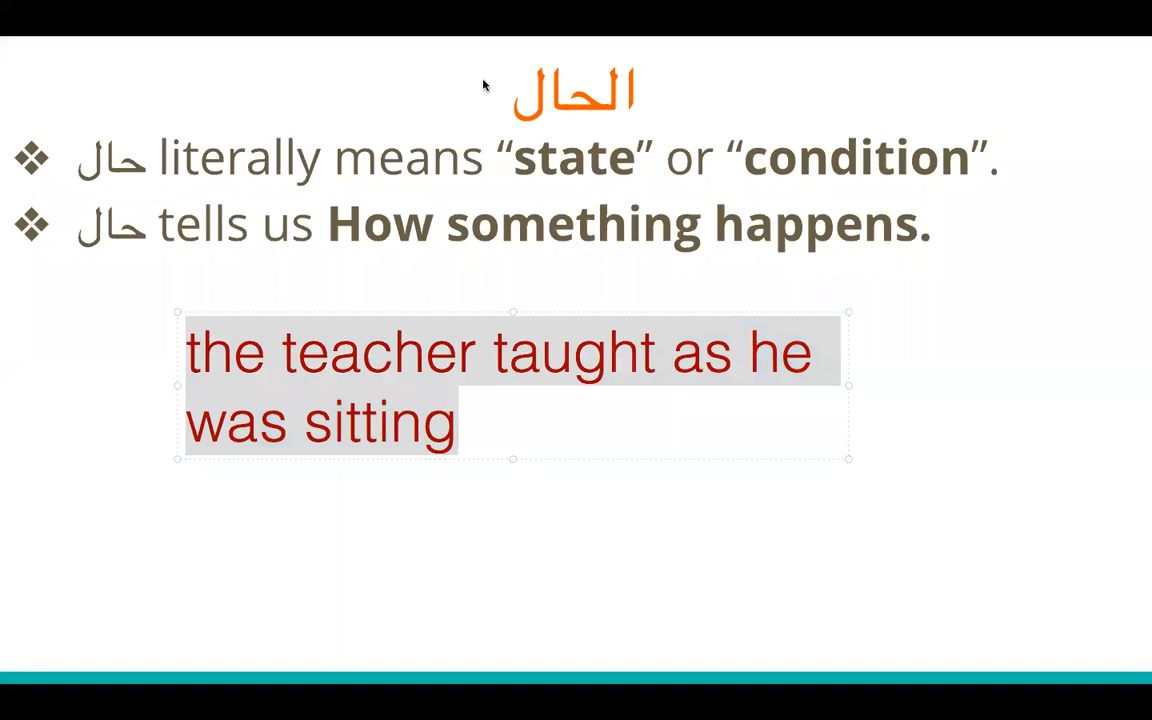 الحال
❖ حال literally means “state” or “condition”.
❖ حال tells us How something happens.
the teacher taught as he
was sitting